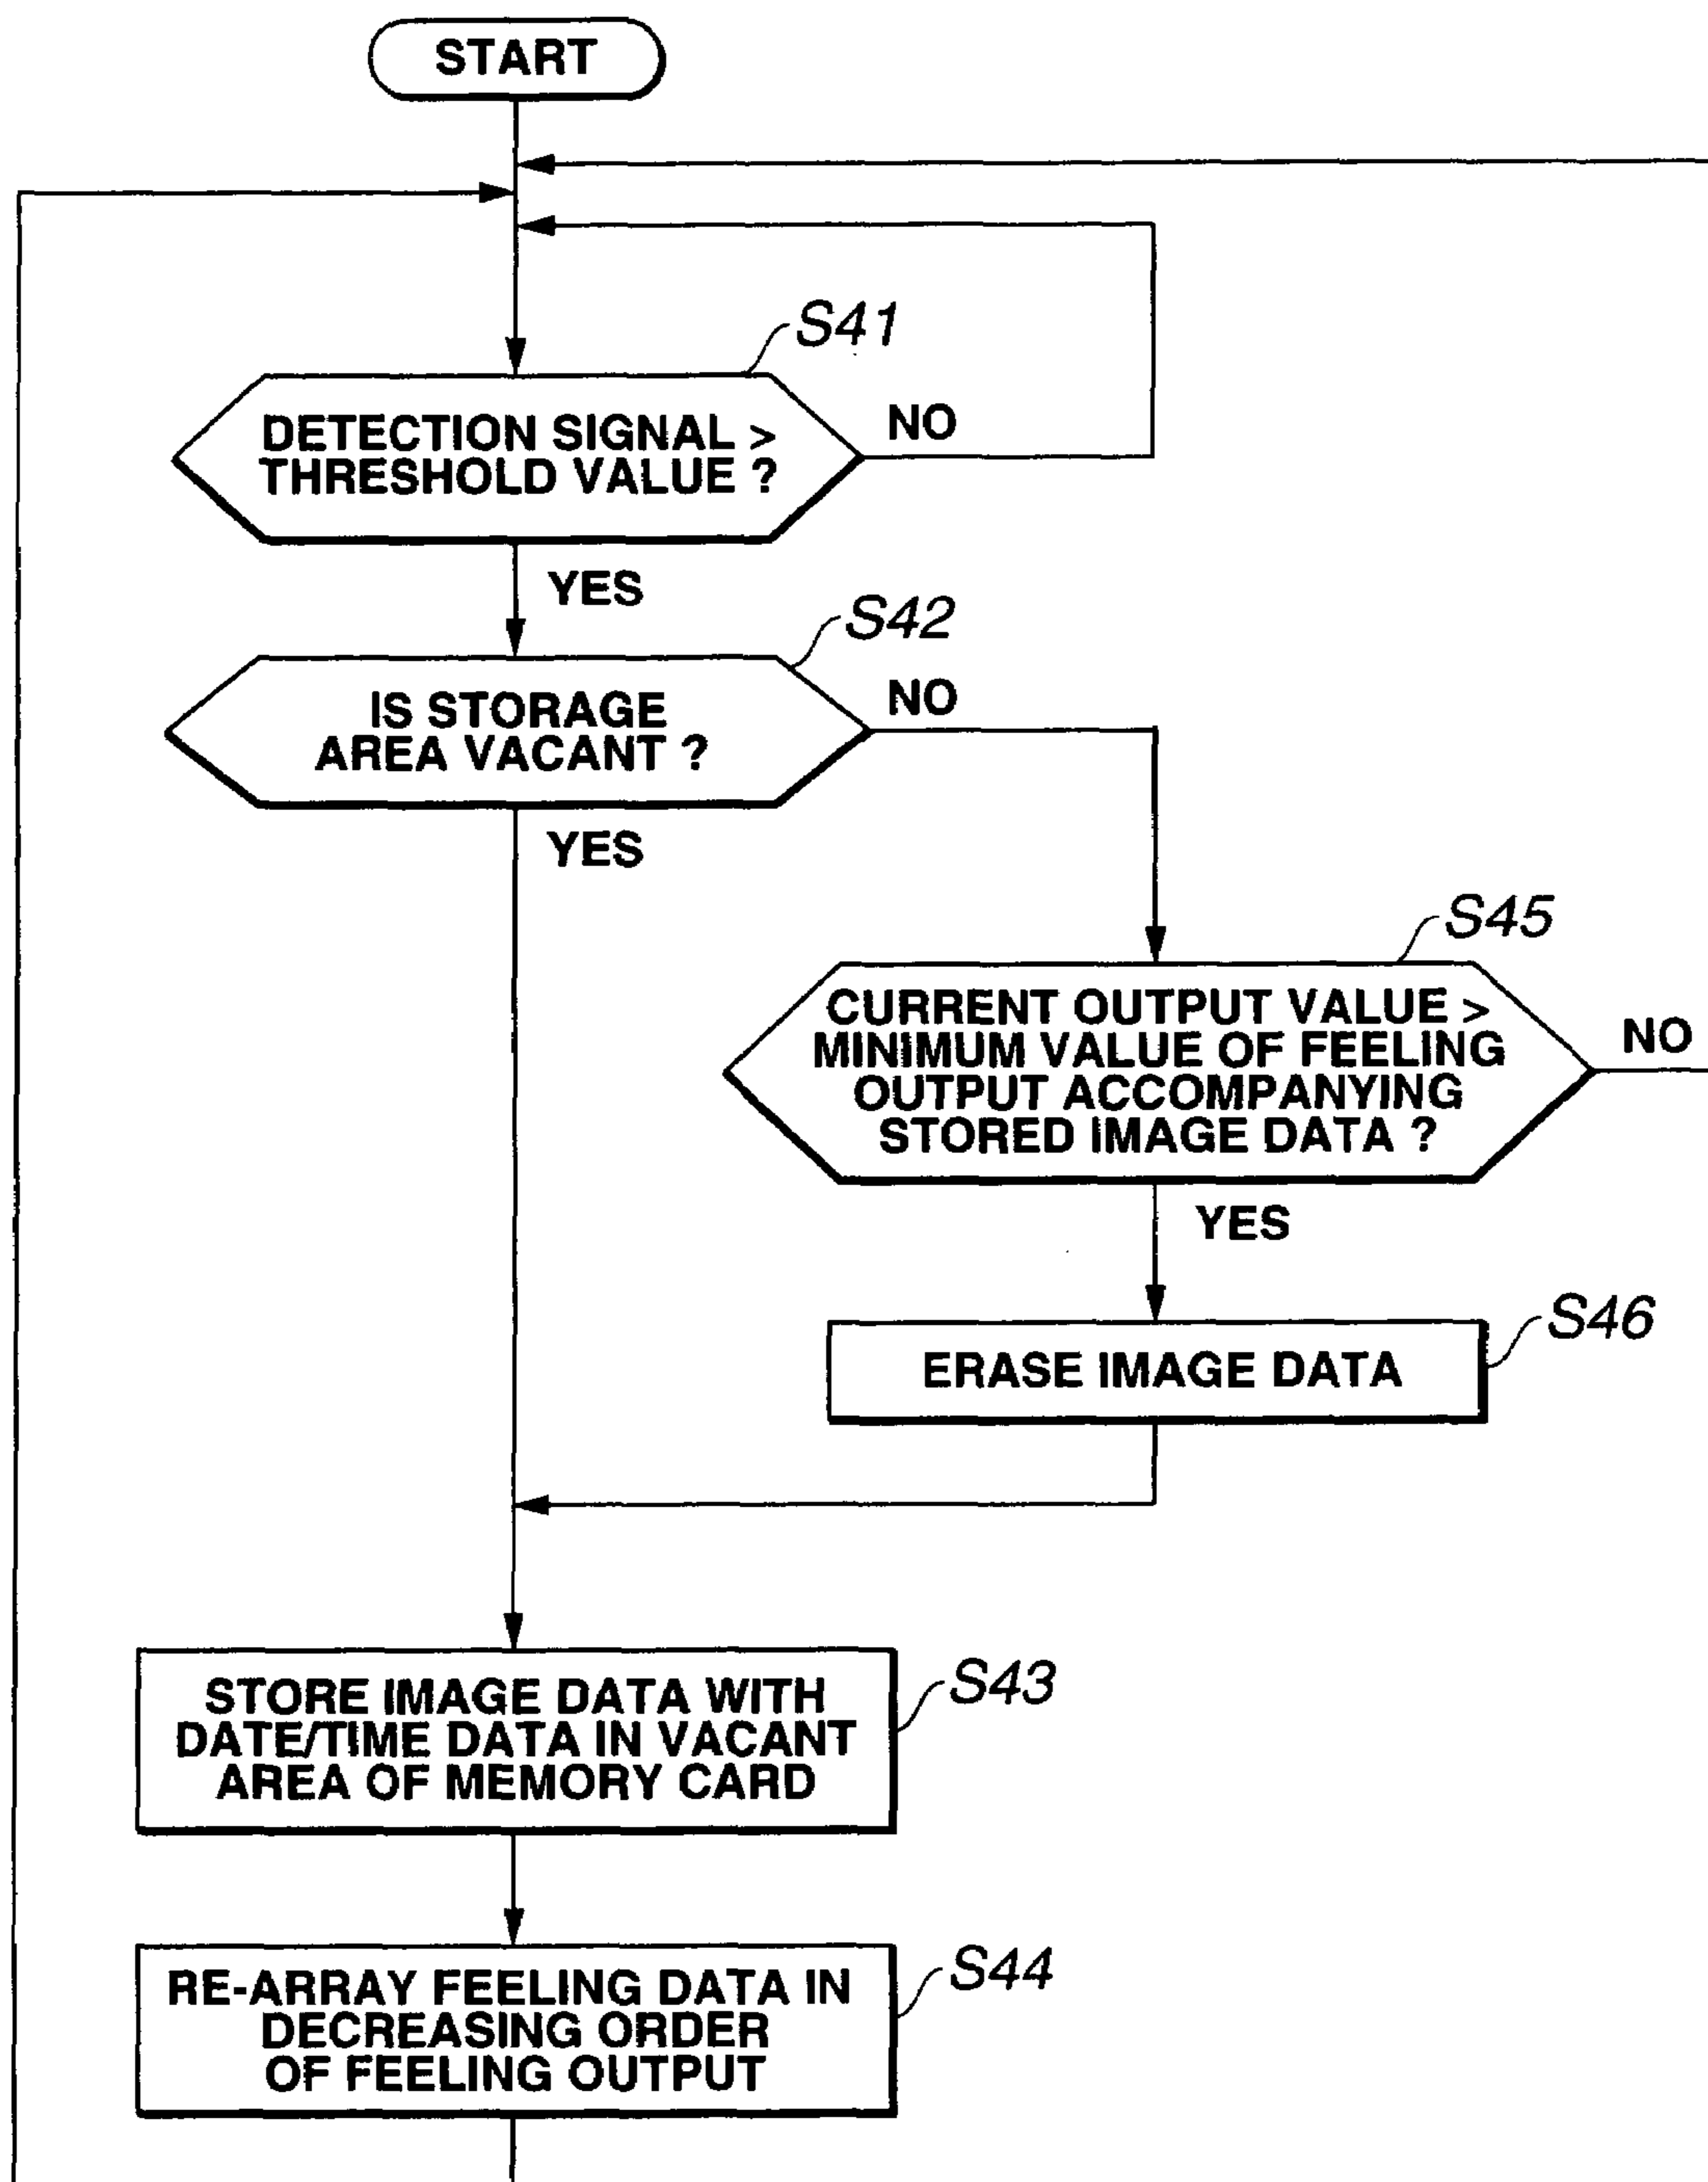 START
S41
DETECTION SIGNAL >
THRESHOLD VALUE ?
NO
YES
S42
IS STORAGE
AREA VACANT ?
NO
YES
S45
CURRENT OUTPUT VALUE >
MINIMUM VALUE OF FEELING
OUTPUT ACCOMPANYING
STORED IMAGE DATA ?
NO
YES
S46
ERASE IMAGE DATA
S43
STORE IMAGE DATA WITH
DATE/TIME DATA IN VACANT
AREA OF MEMORY CARD
S44
RE-ARRAY FEELING DATA IN
DECREASING ORDER
OF FEELING OUTPUT